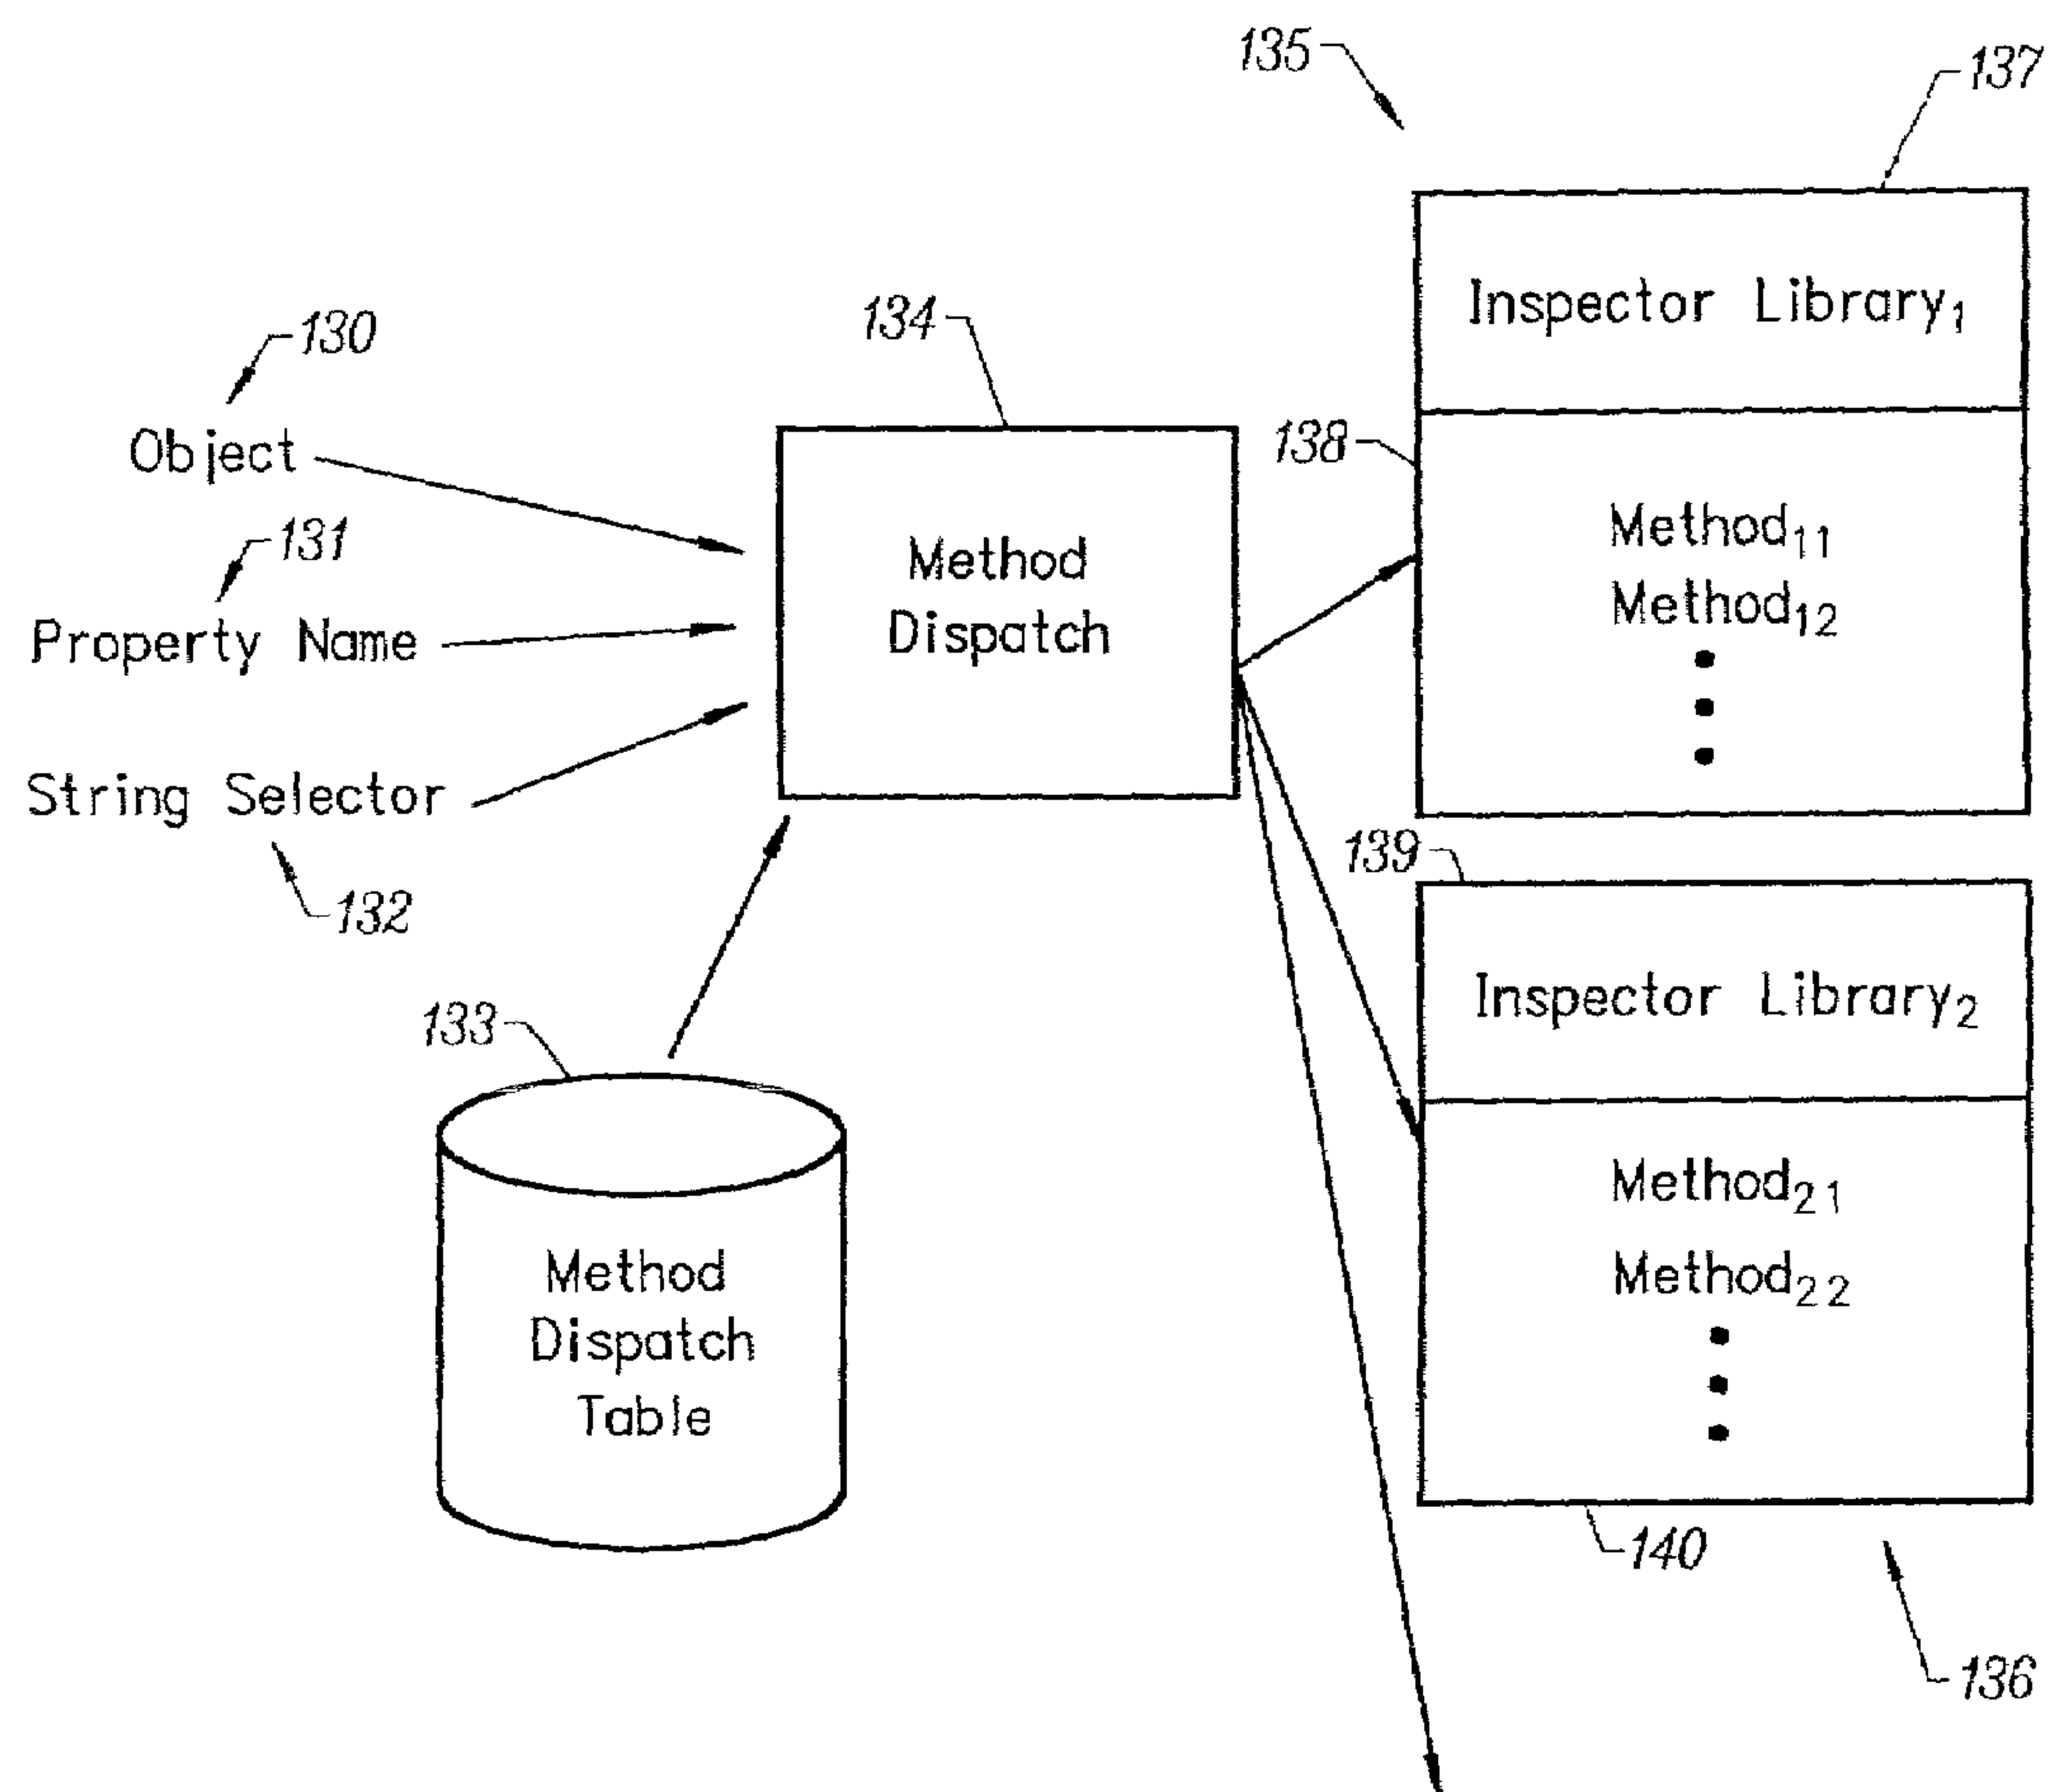 135
137
Inspector Library₁
134
130
Object
138
Method₁₁
Method₁₂
131
Property Name
Method
Dispatch
String Selector
132
139
Inspector Library₂
133
Method
Dispatch
Table
Method₂₁
Method₂₂
140
136